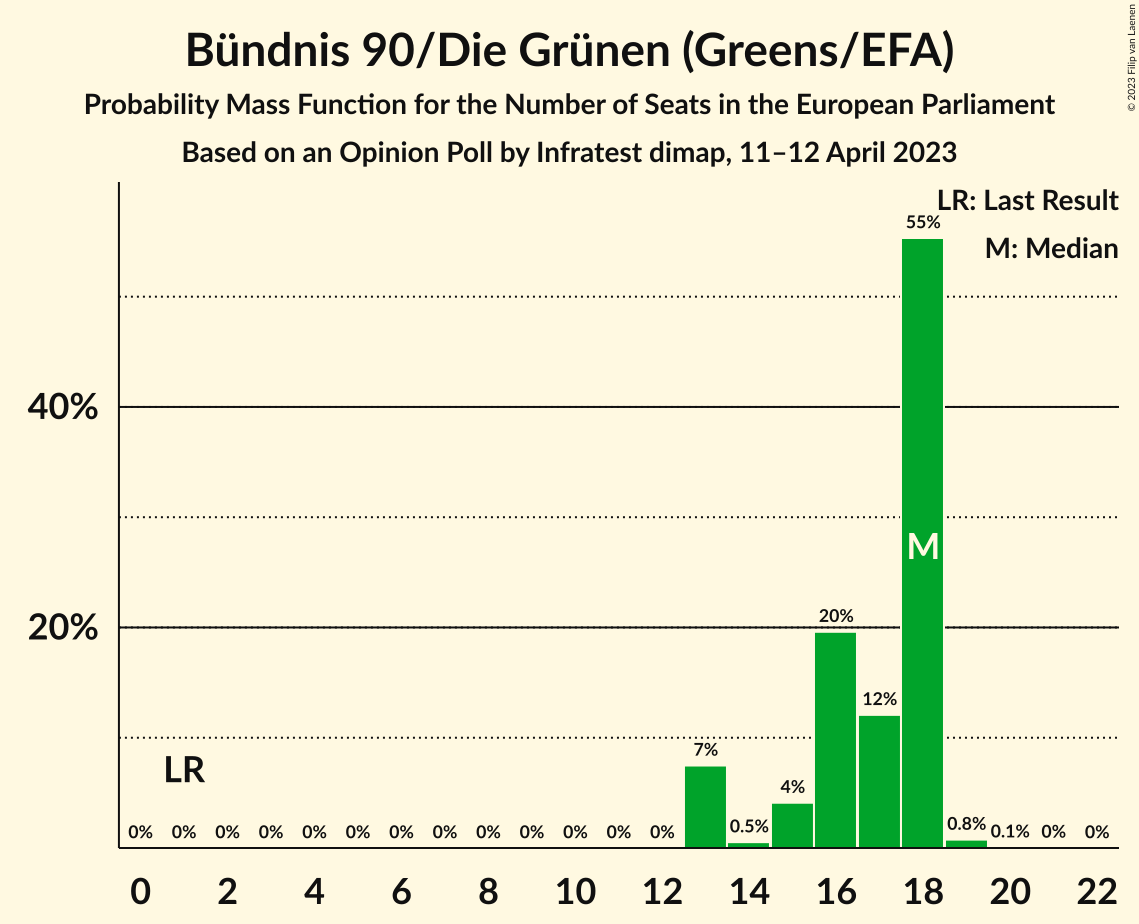 Bündnis 90/Die Grünen (Greens/EFA)
Probability Mass Function for the Number of Seats in the European Parliament
Based on an Opinion Poll by Infratest dimap, 11–12 April 2023
© 2023 Filip van Laenen
LR: Last Result
55%
M: Median
40%
M
20%
20%
12%
7%
LR
4%
0% 0% 0% 0% 0% 0% 0% 0% 0% 0% 0% 0% 0% 0.5% 0.8% 0.1% 0% 0%
0 2 4 6 8 10 12 14 16 18 20 22